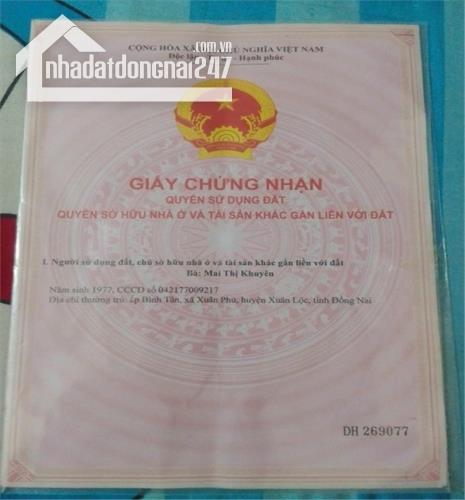 .com.vn
nhadatdongnai247
CỘNG HÒA XÃ NGHĨA VIỆT NAM
Độc lập Hạnh phúc
GIẤY CHỨNG NHẬN
QUYỀN SỬ DỤNG ĐẤT
QUYỀN SỞ HỮU NHÀ Ở VÀ TÀI SẢN KHÁC GẮN LIỀN VỚI ĐẤT
I. Người sử dụng đất, chủ sở hữu nhà ở và tài sản khác gắn liền với đất
Bà: Mai Thị Khuyên
Năm sinh 1977, CCCD số 042177009217
Địa chỉ thường trú: ấp Bình Tân, xã Xuân Phú, huyện Xuân Lộc, tỉnh Đồng Nai
DH 269077